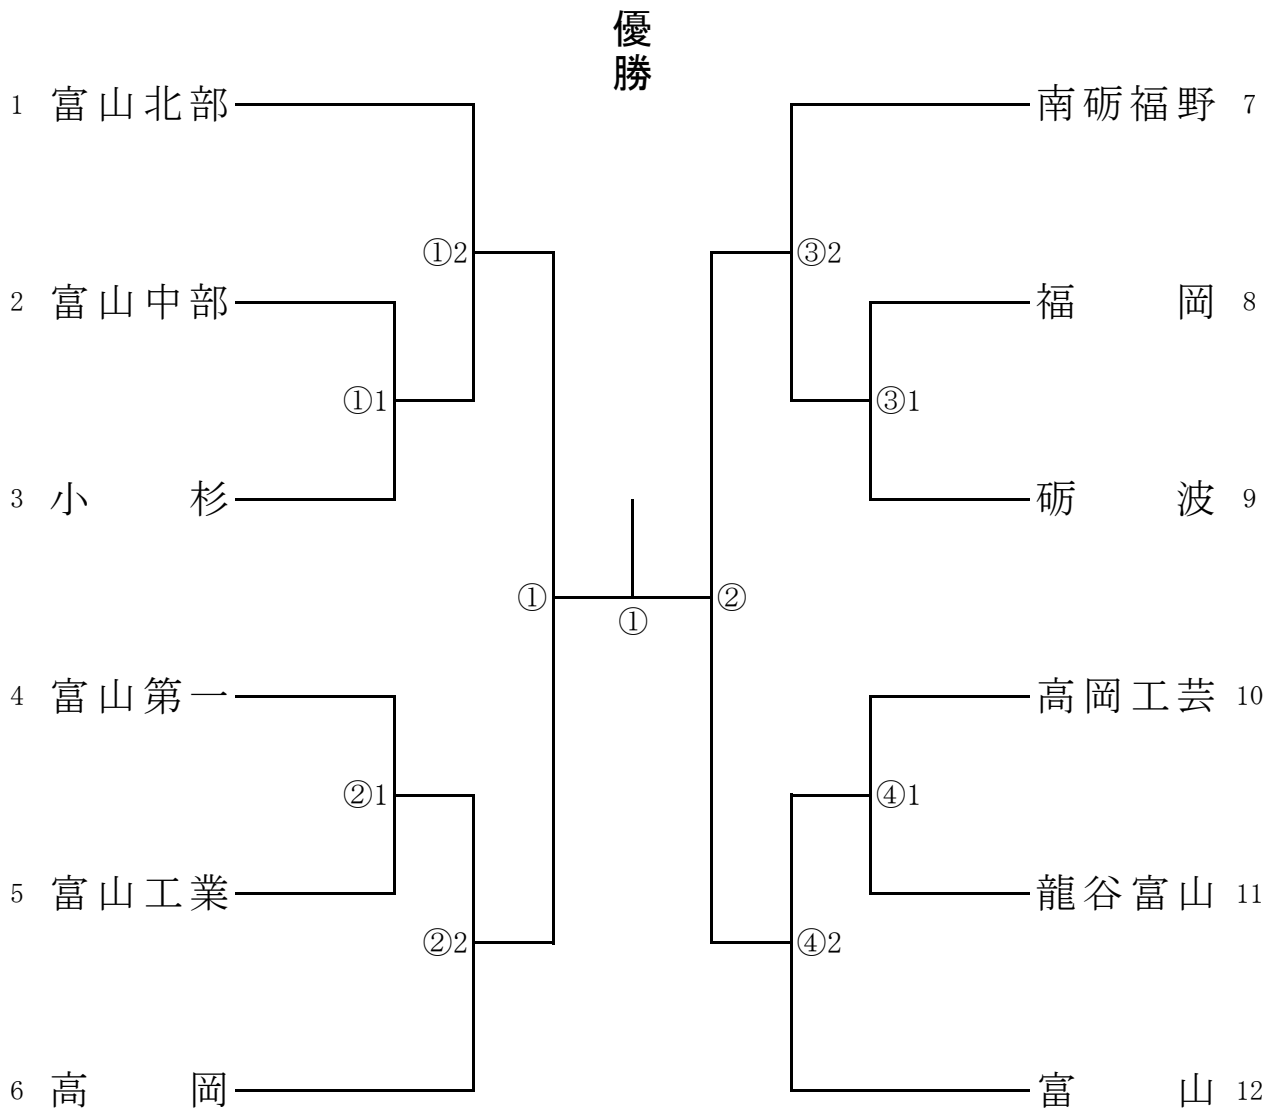 優勝
1 富山北部
①2
2 富山中部
①1
3 小杉
①
4 富山第一
②1
5 富山工業
②2
6 高岡
①
南砺福野 7
③2
福岡 8
③1
砺波 9
②
高岡工芸 10
④1
龍谷富山 11
④2
富山 12